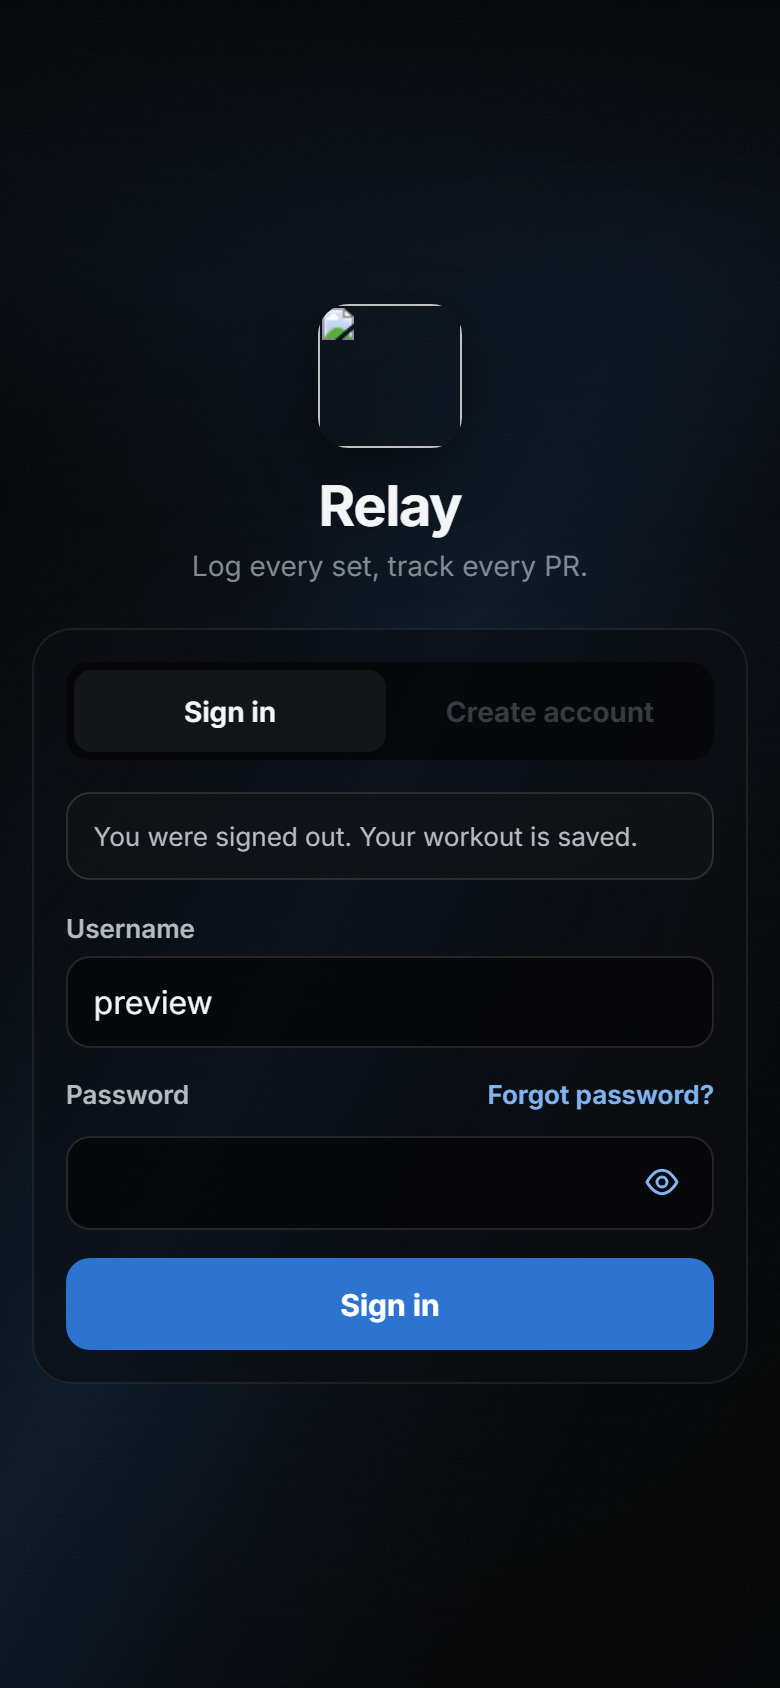 Relay
Log every set, track every PR.
Sign in
Create account
You were signed out. Your workout is saved.
Username
preview
Password
Forgot password?
Sign in